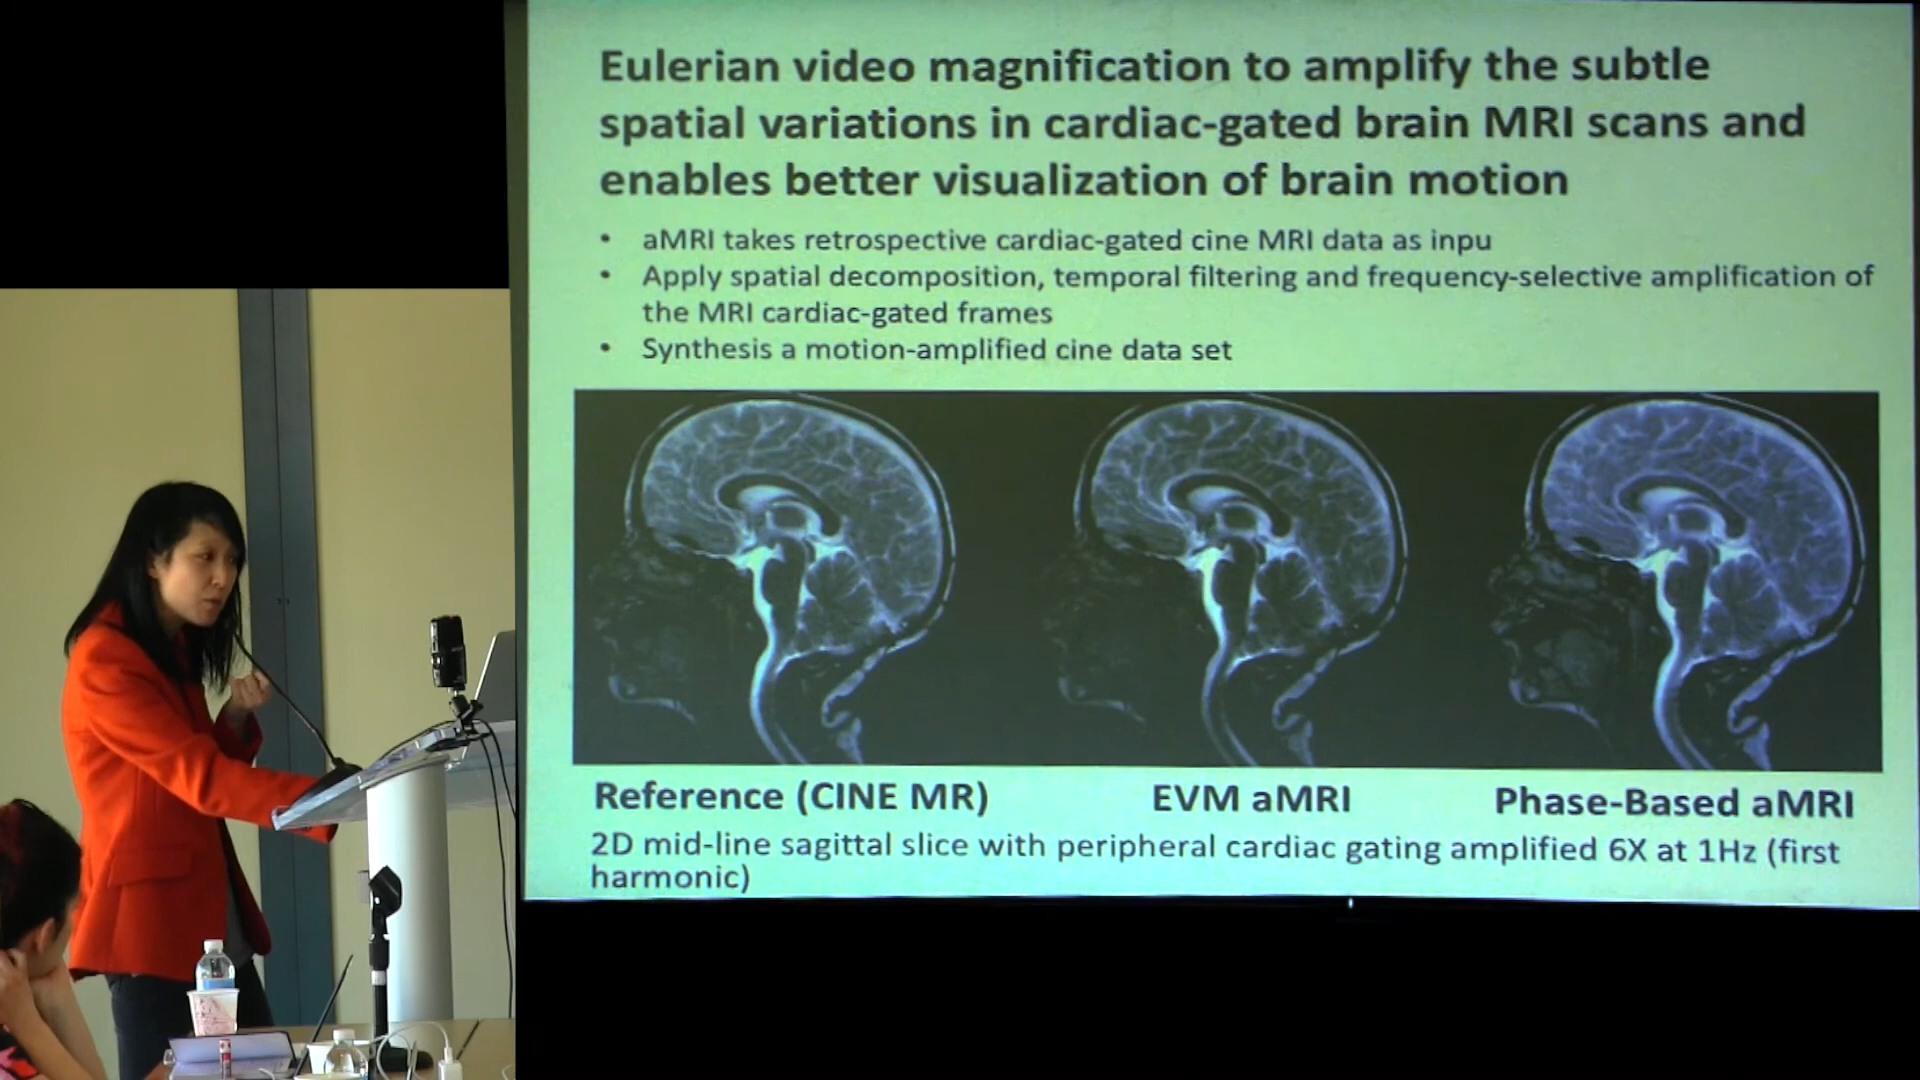 Eulerian video magnification to amplify the subtle
spatial variations in cardiac-gated brain MRI scans and
enables better visualization of brain motion
• aMRI takes retrospective cardiac-gated cine MRI data as inpu
• Apply spatial decomposition, temporal filtering and frequency-selective amplification of
the MRI cardiac-gated frames
• Synthesis a motion-amplified cine data set
Reference (CINE MR) EVM aMRI Phase-Based aMRI
2D mid-line sagittal slice with peripheral cardiac gating amplified 6X at 1Hz (first
harmonic)